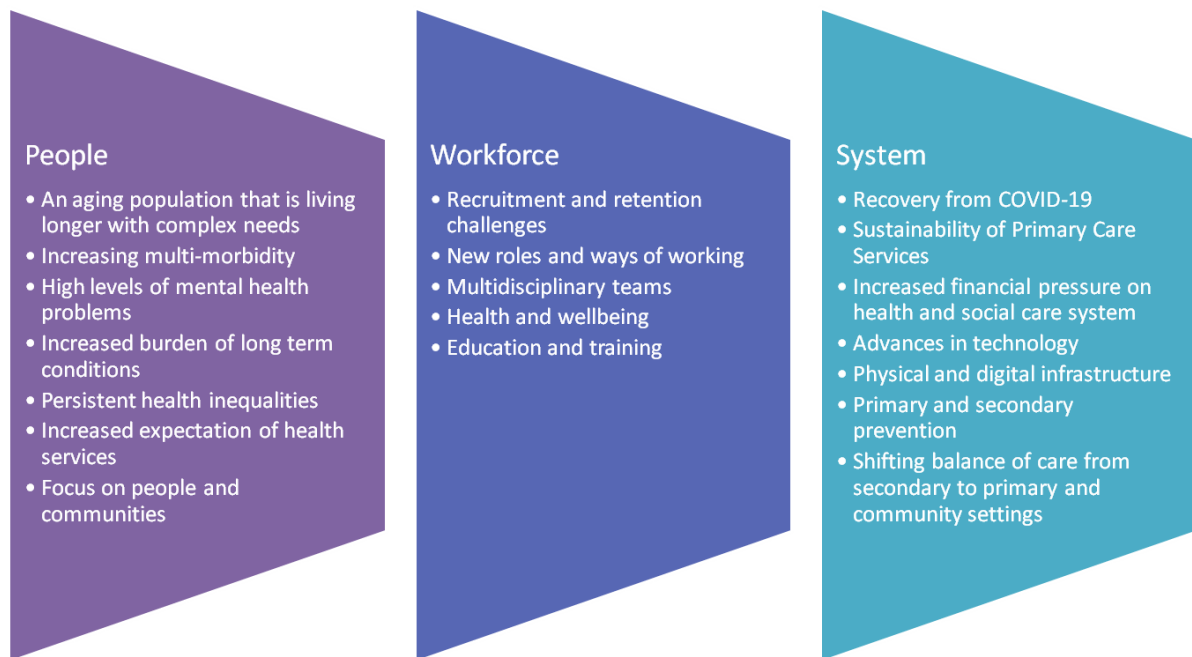 People
• An aging population that is living
longer with complex needs
• Increasing multi-morbidity
• High levels of mental health
problems
• Increased burden of long term
conditions
• Persistent health inequalities
• Increased expectation of health
services
• Focus on people and
communities
Workforce
• Recruitment and retention
challenges
• New roles and ways of working
• Multidisciplinary teams
• Health and wellbeing
• Education and training
System
• Recovery from COVID-19
• Sustainability of Primary Care
Services
• Increased financial pressure on
health and social care system
• Advances in technology
• Physical and digital infrastructure
• Primary and secondary
prevention
• Shifting balance of care from
secondary to primary and
community settings